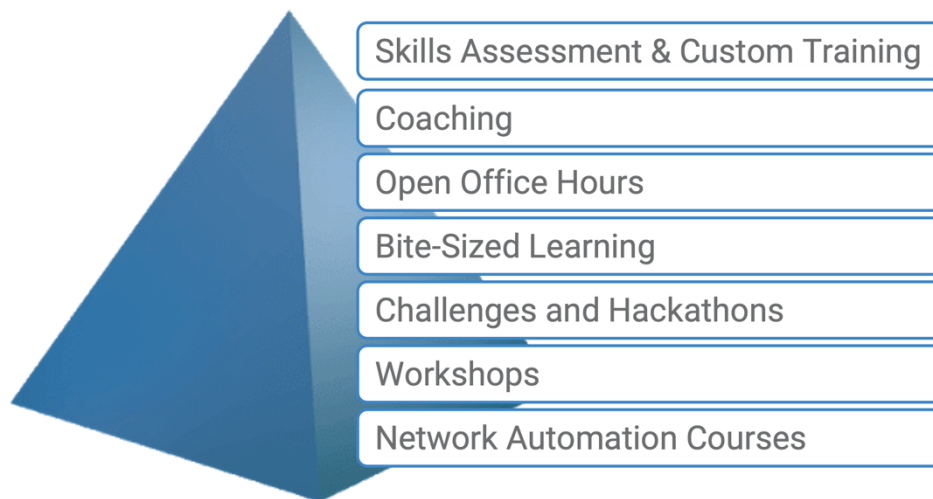 Skills Assessment & Custom Training
Coaching
Open Office Hours
Bite-Sized Learning
Challenges and Hackathons
Workshops
Network Automation Courses